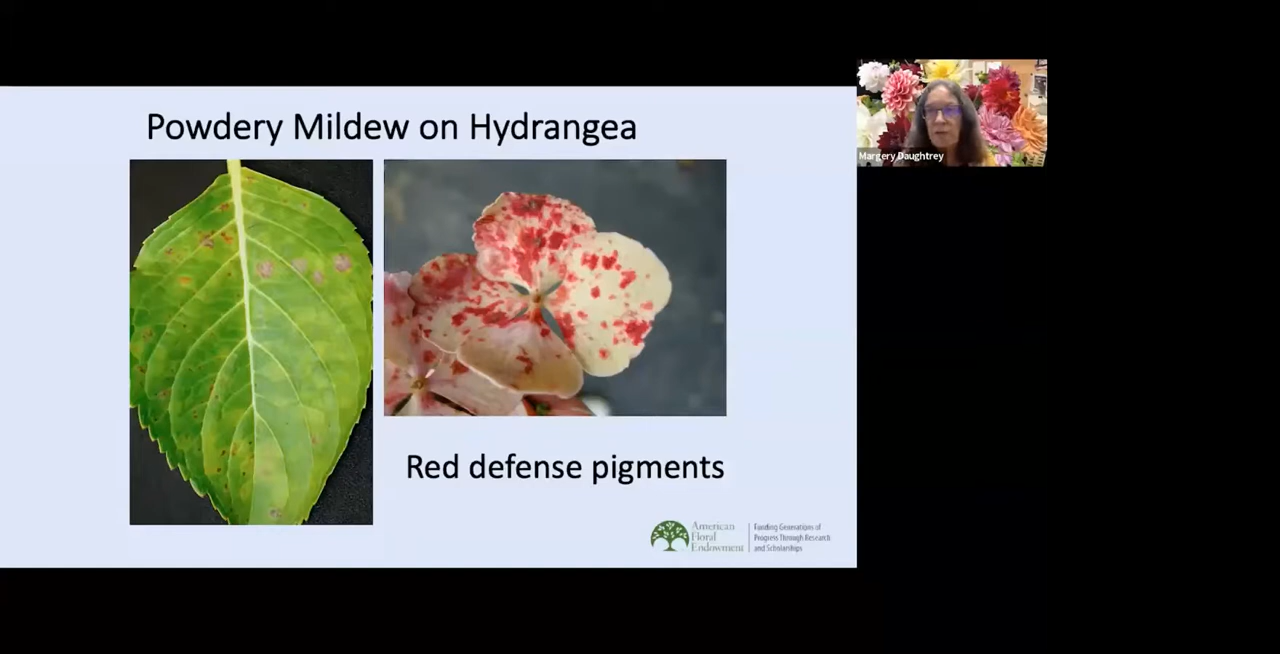 Powdery Mildew on Hydrangea
Margery Daughtrey
Red defense pigments
American
Floral
Endowment
Funding Generations of
Progress Through Research
and Scholarships